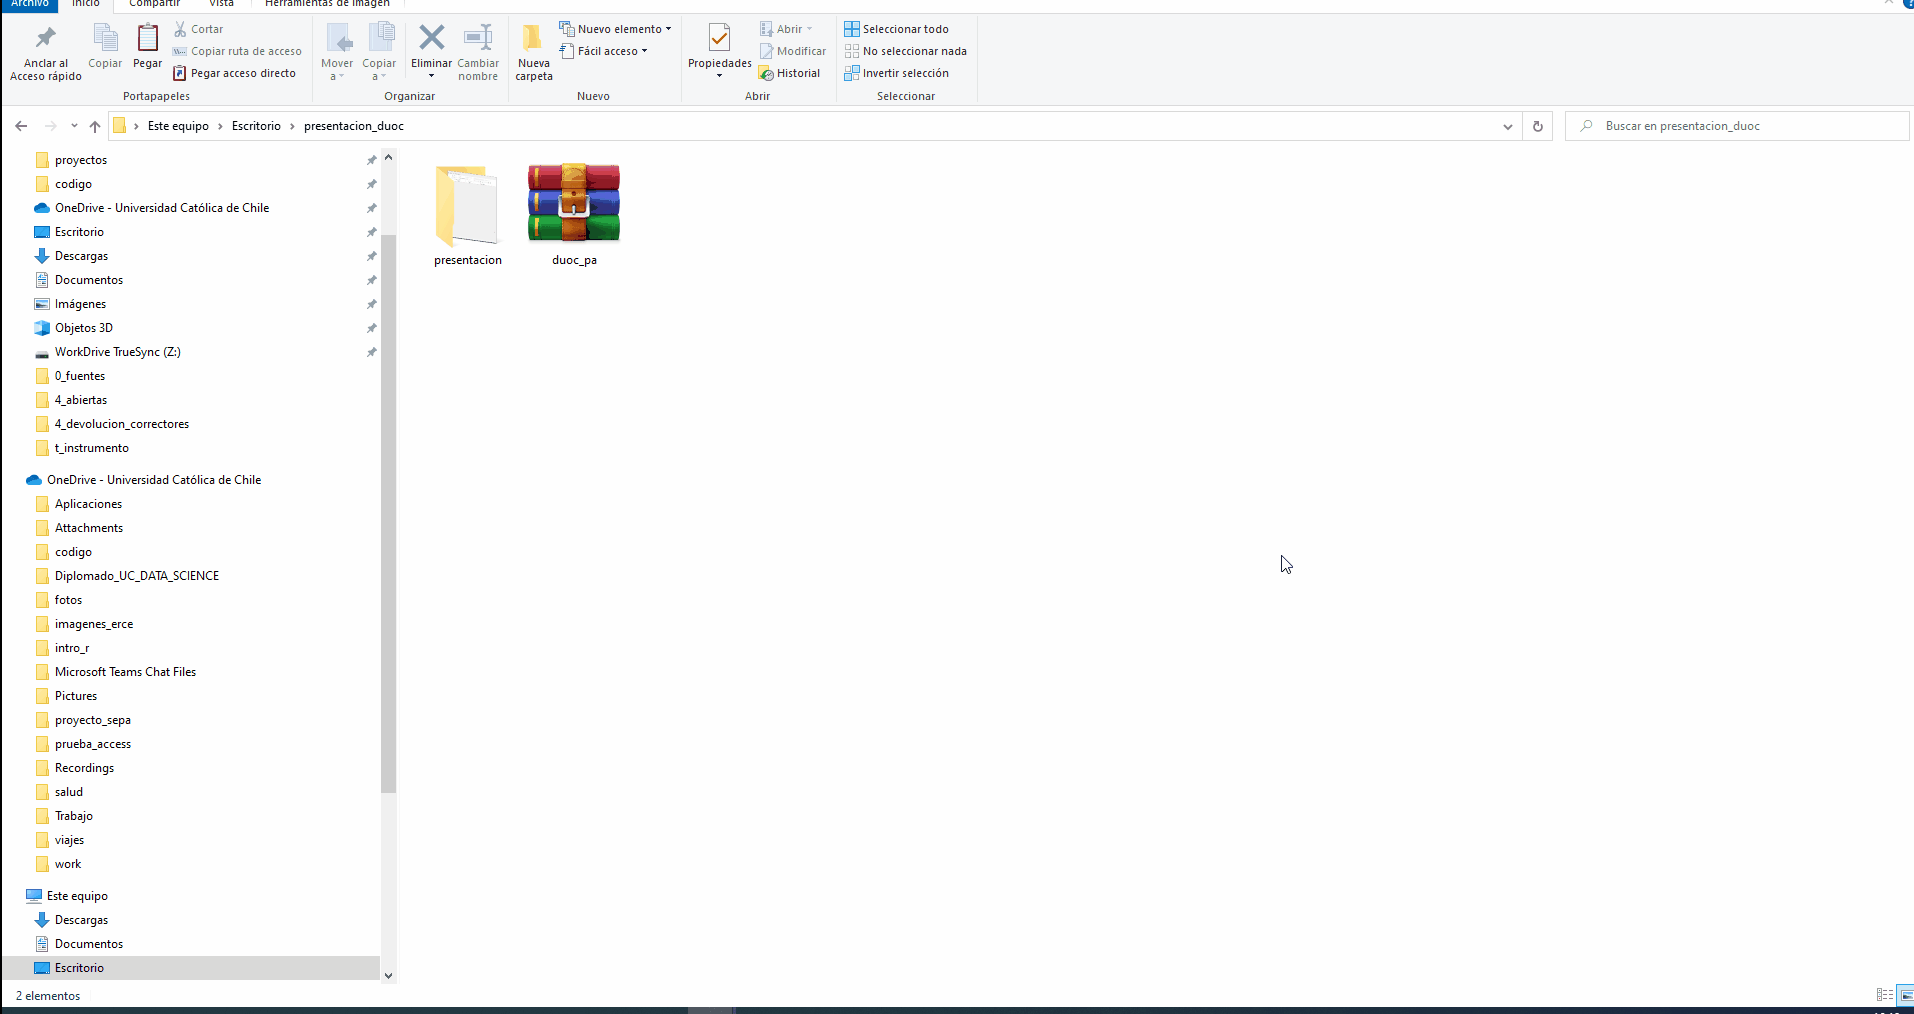 Archivo Inicio Compartir Vista Herramientas de imagen
Anclar al
Acceso rápido
Copiar
Pegar
Cortar
Copiar ruta de acceso
Pegar acceso directo
Portapapeles
Mover
a
Copiar
a
Eliminar
Cambiar
nombre
Organizar
Nueva
carpeta
Nuevo elemento
Fácil acceso
Nuevo
Propiedades
Abrir
Modificar
Historial
Abrir
Seleccionar todo
No seleccionar nada
Invertir selección
Seleccionar
Este equipo › Escritorio › presentacion_duoc
Buscar en presentacion_duoc
proyectos
codigo
OneDrive - Universidad Católica de Chile
Escritorio
Descargas
Documentos
Imágenes
Objetos 3D
WorkDrive TrueSync (Z:)
0_fuentes
4_abiertas
4_devolucion_correctores
t_instrumento
OneDrive - Universidad Católica de Chile
Aplicaciones
Attachments
codigo
Diplomado_UC_DATA_SCIENCE
fotos
imagenes_erce
intro_r
Microsoft Teams Chat Files
Pictures
proyecto_sepa
prueba_access
Recordings
salud
Trabajo
viajes
work
Este equipo
Descargas
Documentos
Escritorio
presentacion
duoc_pa
2 elementos